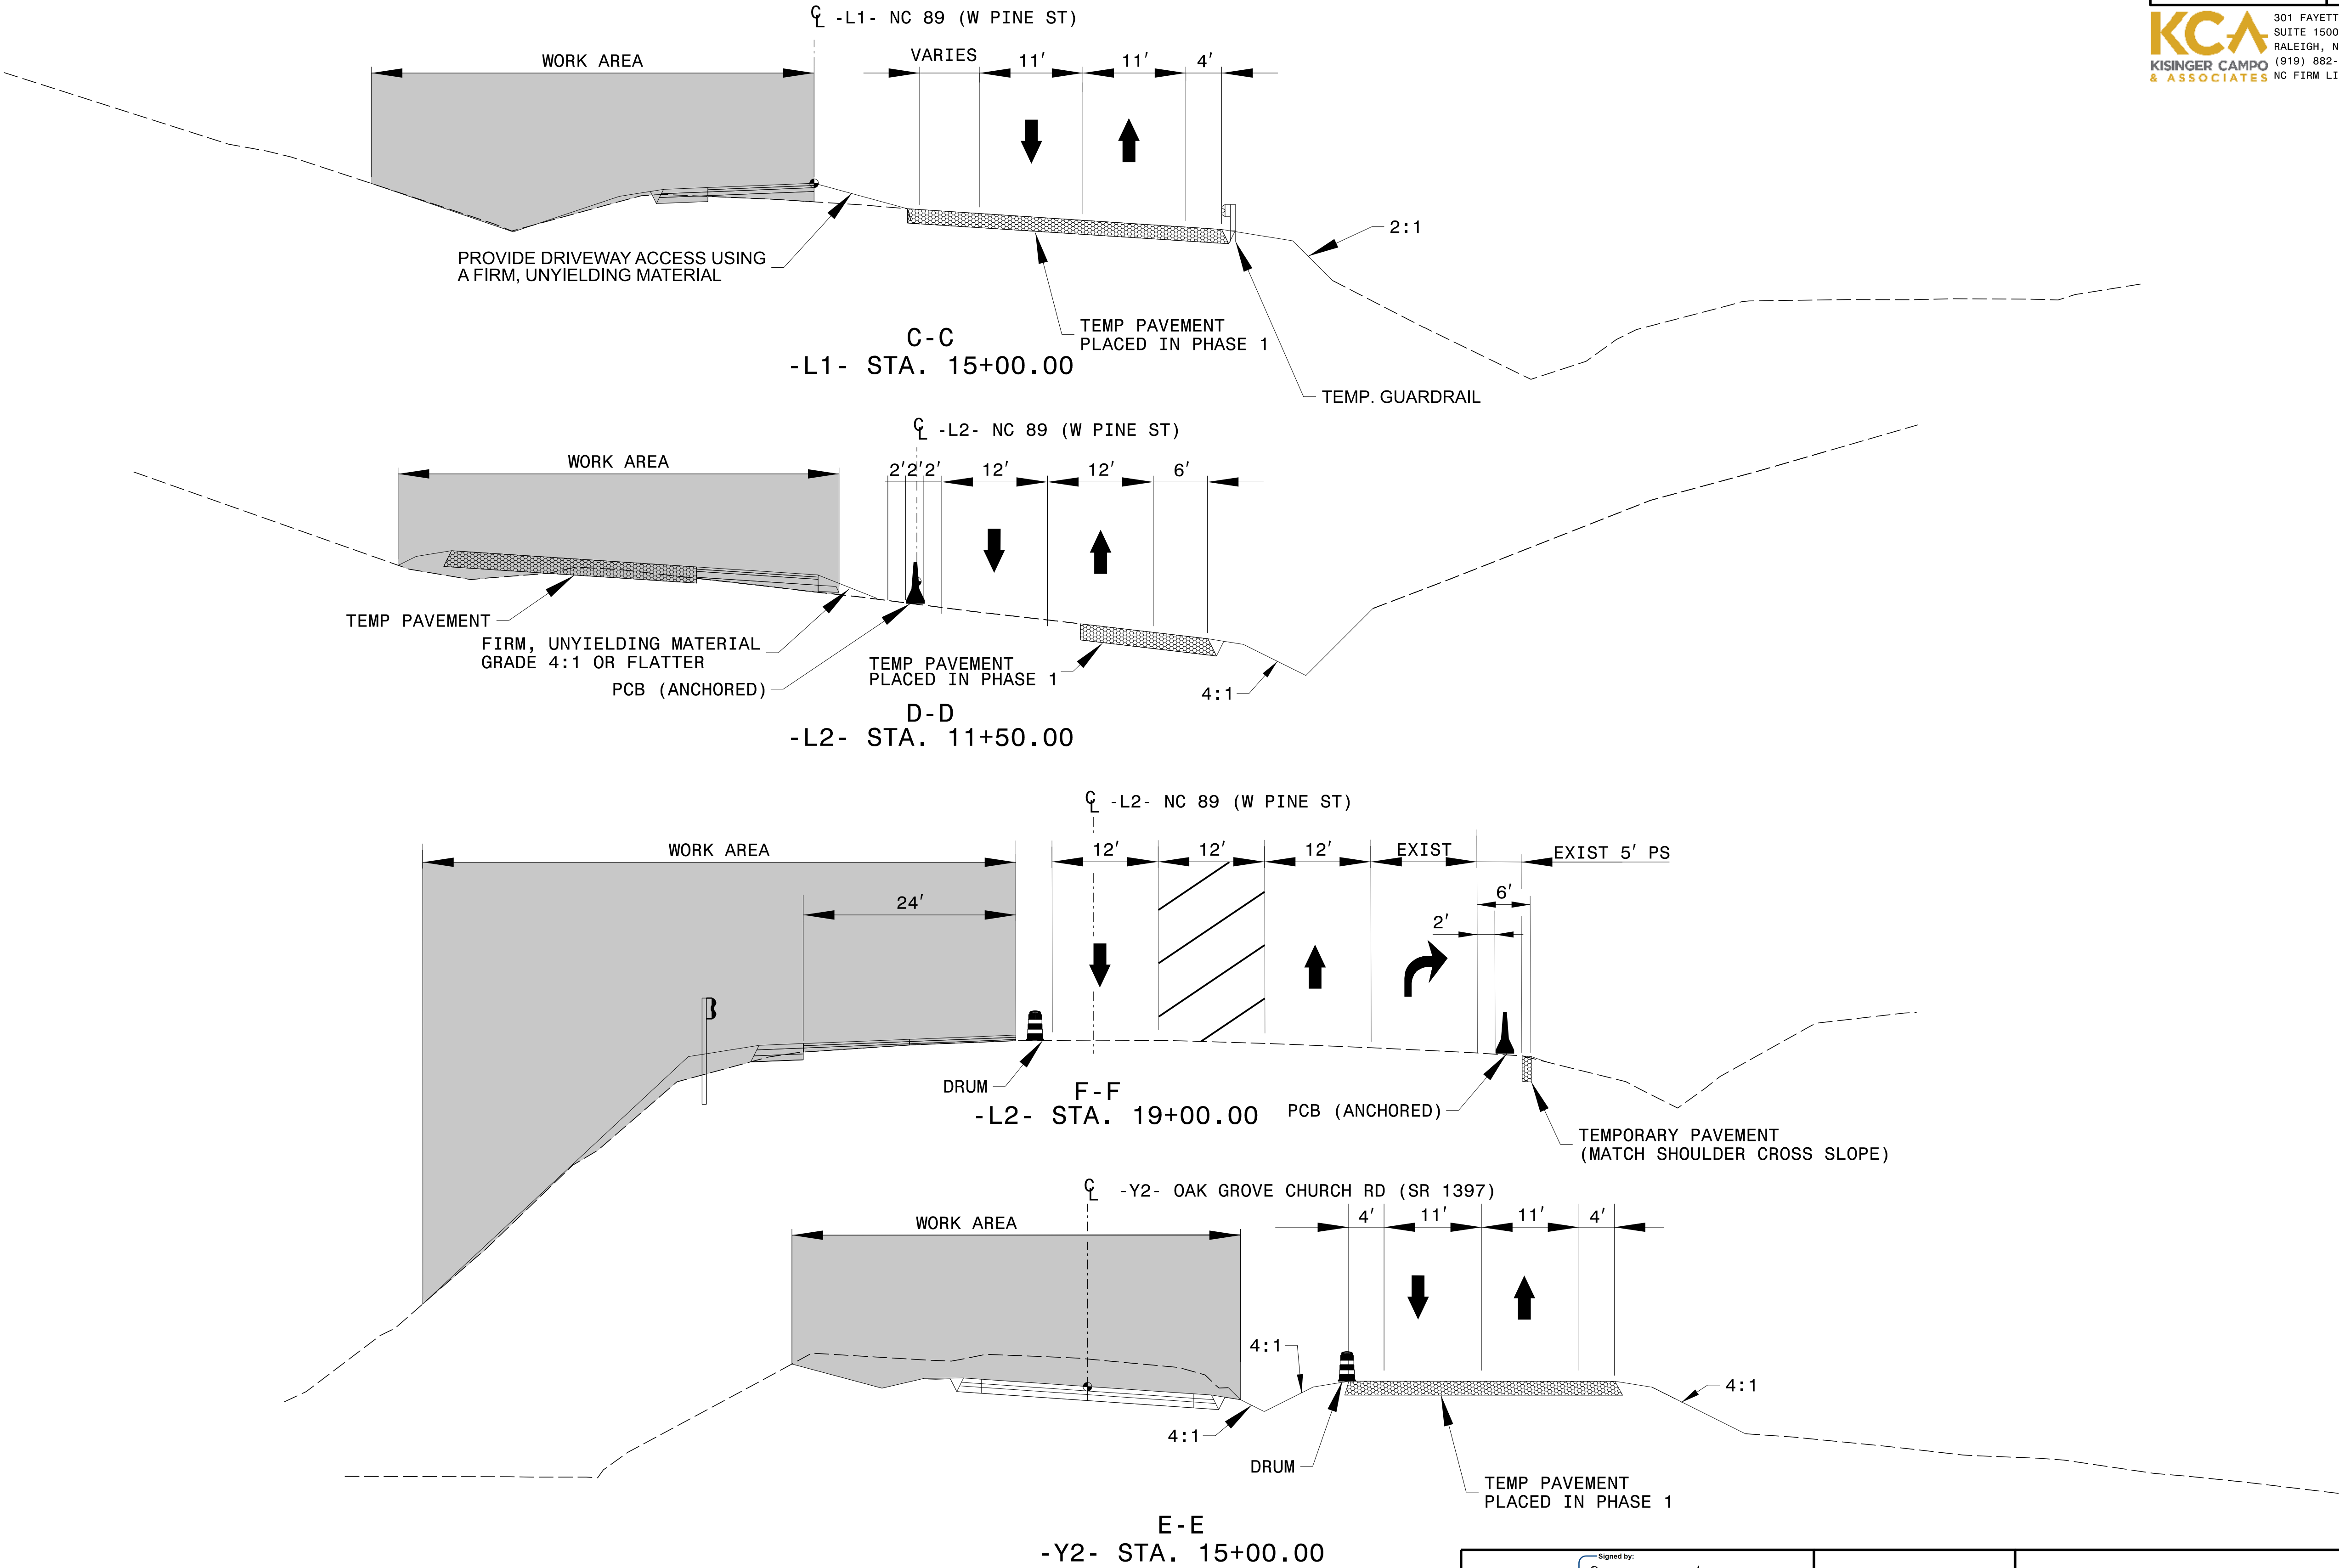 ℄ -L1- NC 89 (W PINE ST)
KCA
KISINGER CAMPO
& ASSOCIATES
SUITE 1500
(919) 882-
WORK AREA
VARIES
11'
11'
4'
2:1
PROVIDE DRIVEWAY ACCESS USING
A FIRM, UNYIELDING MATERIAL
TEMP PAVEMENT
PLACED IN PHASE 1
TEMP. GUARDRAIL
C-C
-L1- STA. 15+00.00
℄ -L2- NC 89 (W PINE ST)
WORK AREA
2'
2'
2'
12'
12'
6'
TEMP PAVEMENT
FIRM, UNYIELDING MATERIAL
GRADE 4:1 OR FLATTER
PCB (ANCHORED)
TEMP PAVEMENT
PLACED IN PHASE 1
4:1
D-D
-L2- STA. 11+50.00
℄ -L2- NC 89 (W PINE ST)
WORK AREA
12'
12'
12'
EXIST
EXIST 5' PS
24'
6'
2'
DRUM
PCB (ANCHORED)
TEMPORARY PAVEMENT
(MATCH SHOULDER CROSS SLOPE)
F-F
-L2- STA. 19+00.00
℄ -Y2- OAK GROVE CHURCH RD (SR 1397)
WORK AREA
4'
11'
11'
4'
4:1
4:1
4:1
DRUM
TEMP PAVEMENT
PLACED IN PHASE 1
E-E
-Y2- STA. 15+00.00
Signed by: